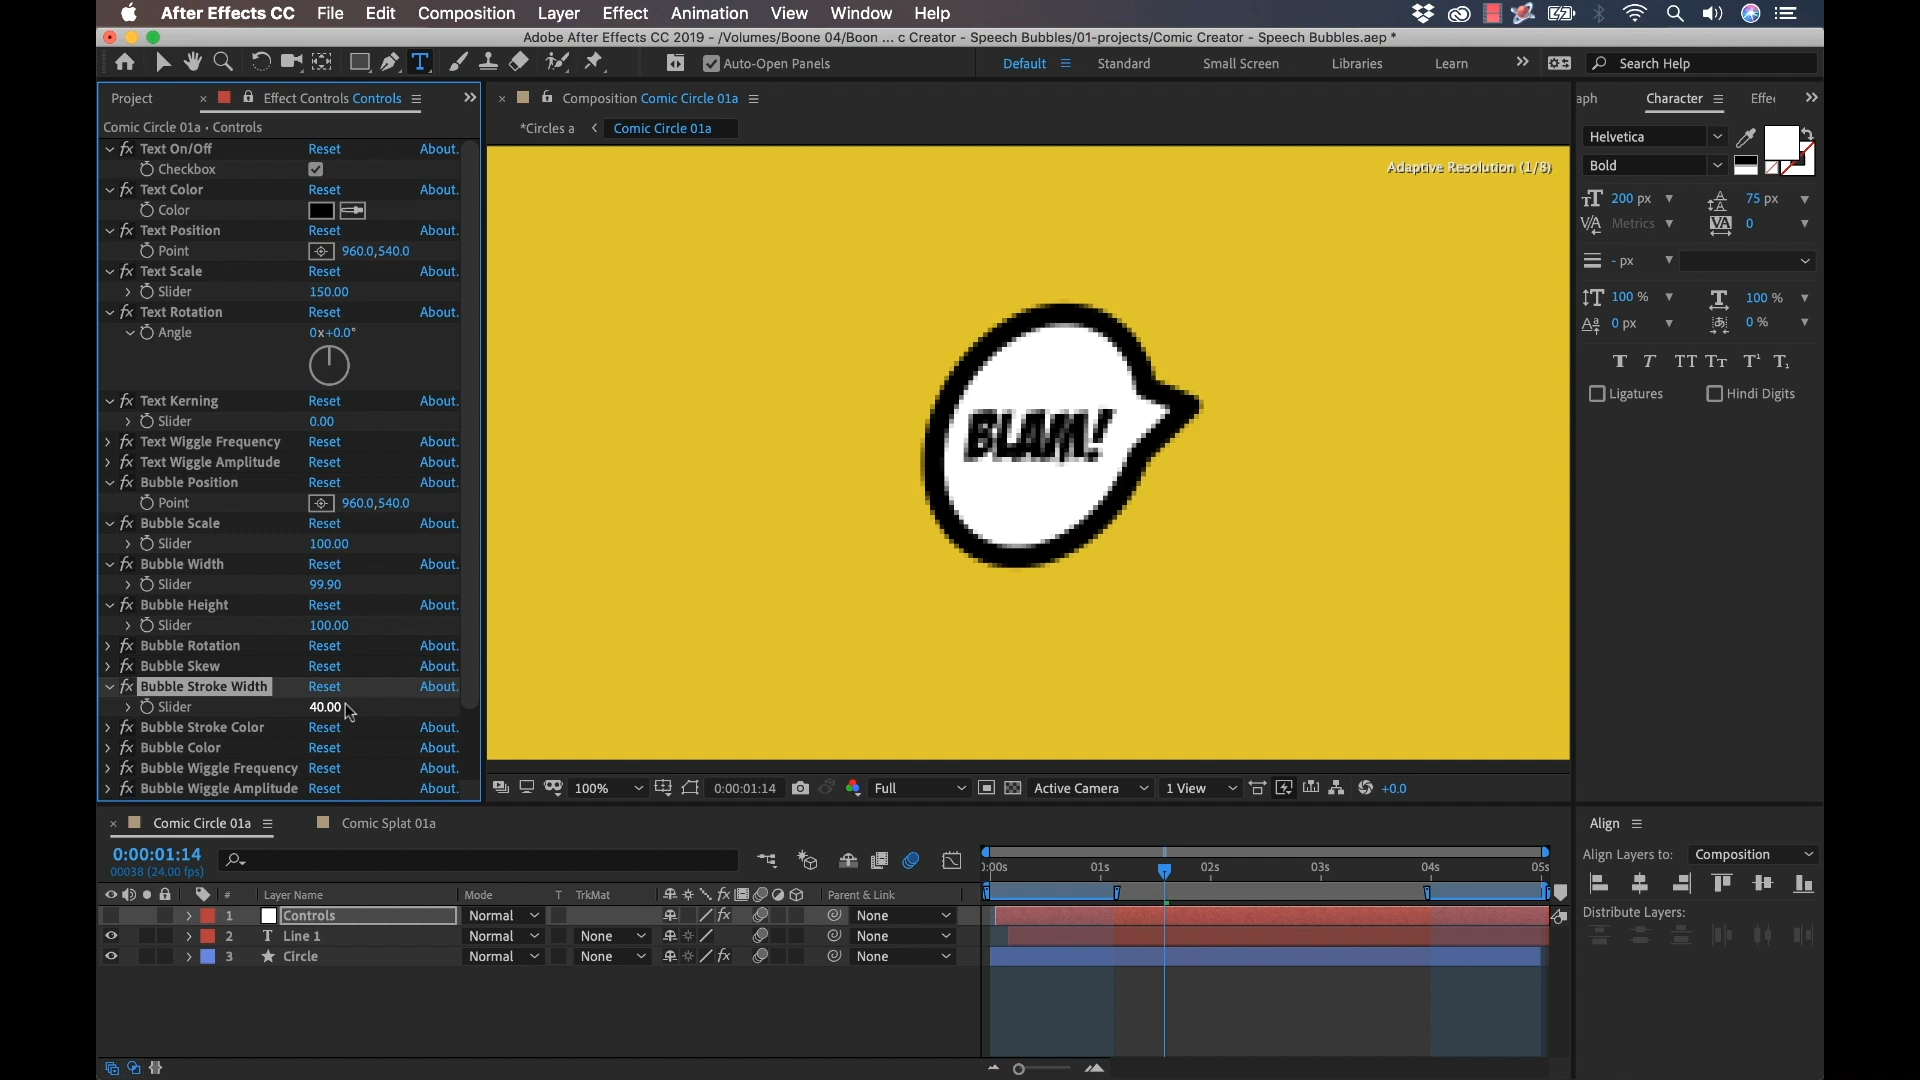 After Effects CC File Edit Composition Layer Effect Animation View Window Help
Adobe After Effects CC 2019 - /Volumes/Boone 04/Boon ... c Creator - Speech Bubbles/01-projects/Comic Creator - Speech Bubbles.aep *
Auto-Open Panels Default Standard Small Screen Libraries Learn Search Help
Project Effect Controls Controls
Comic Circle 01a • Controls
Text On/Off Reset About.
Checkbox
Text Color Reset About.
Color
Text Position Reset About.
Point 960.0,540.0
Text Scale Reset About.
Slider 150.00
Text Rotation Reset About.
Angle 0x+0.0°
Text Kerning Reset About.
Slider 0.00
Text Wiggle Frequency Reset About.
Text Wiggle Amplitude Reset About.
Bubble Position Reset About.
Point 960.0,540.0
Bubble Scale Reset About.
Slider 100.00
Bubble Width Reset About.
Slider 99.90
Bubble Height Reset About.
Slider 100.00
Bubble Rotation Reset About.
Bubble Skew Reset About.
Bubble Stroke Width Reset About.
Slider 40.00
Bubble Stroke Color Reset About.
Bubble Color Reset About.
Bubble Wiggle Frequency Reset About.
Bubble Wiggle Amplitude Reset About.
Composition Comic Circle 01a
*Circles a Comic Circle 01a
Adaptive Resolution (1/8)
BLAM!
100% 0:00:01:14 Full Active Camera 1 View +0.0
aph Character Effec
Helvetica
Bold
200 px 75 px
Metrics 0
- px
100 % 100 %
0 px 0 %
Ligatures Hindi Digits
Comic Circle 01a Comic Splat 01a
0:00:01:14
00038 (24.00 fps)
# Layer Name Mode T TrkMat Parent & Link
1 Controls Normal None
2 Line 1 Normal None None
3 Circle Normal None None
0:00s 01s 02s 03s 04s 05s
Align
Align Layers to: Composition
Distribute Layers: